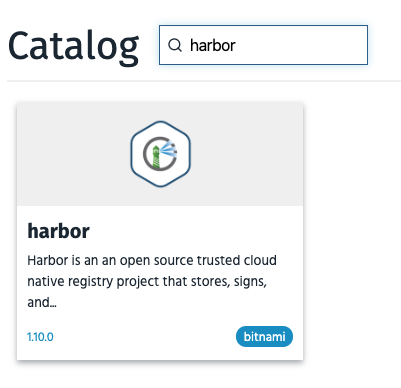 Catalog
harbor
harbor
Harbor is an an open source trusted cloud
native registry project that stores, signs,
and...
1.10.0
bitnami